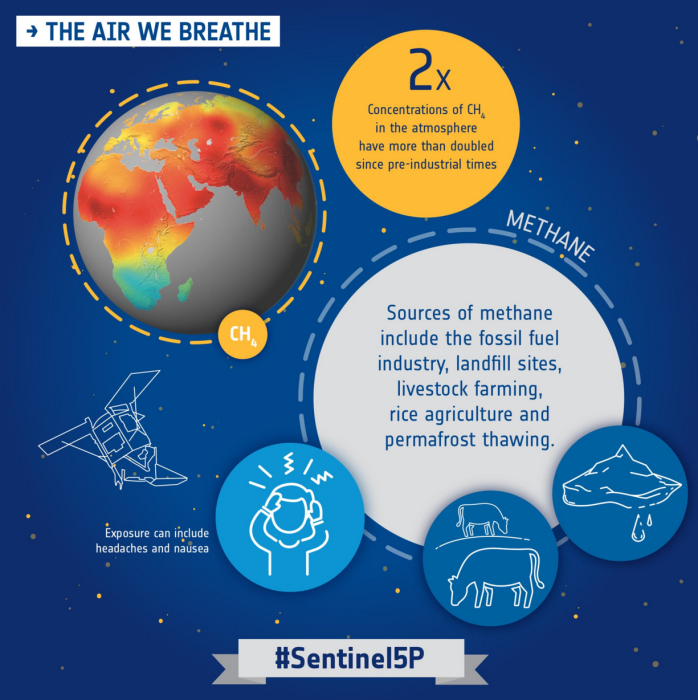 → THE AIR WE BREATHE
2x
Concentrations of CH₄
in the atmosphere
have more than doubled
since pre-industrial times
METHANE
CH₄
Sources of methane
include the fossil fuel
industry, landfill sites,
livestock farming,
rice agriculture and
permafrost thawing.
Exposure can include
headaches and nausea
#Sentinel5P